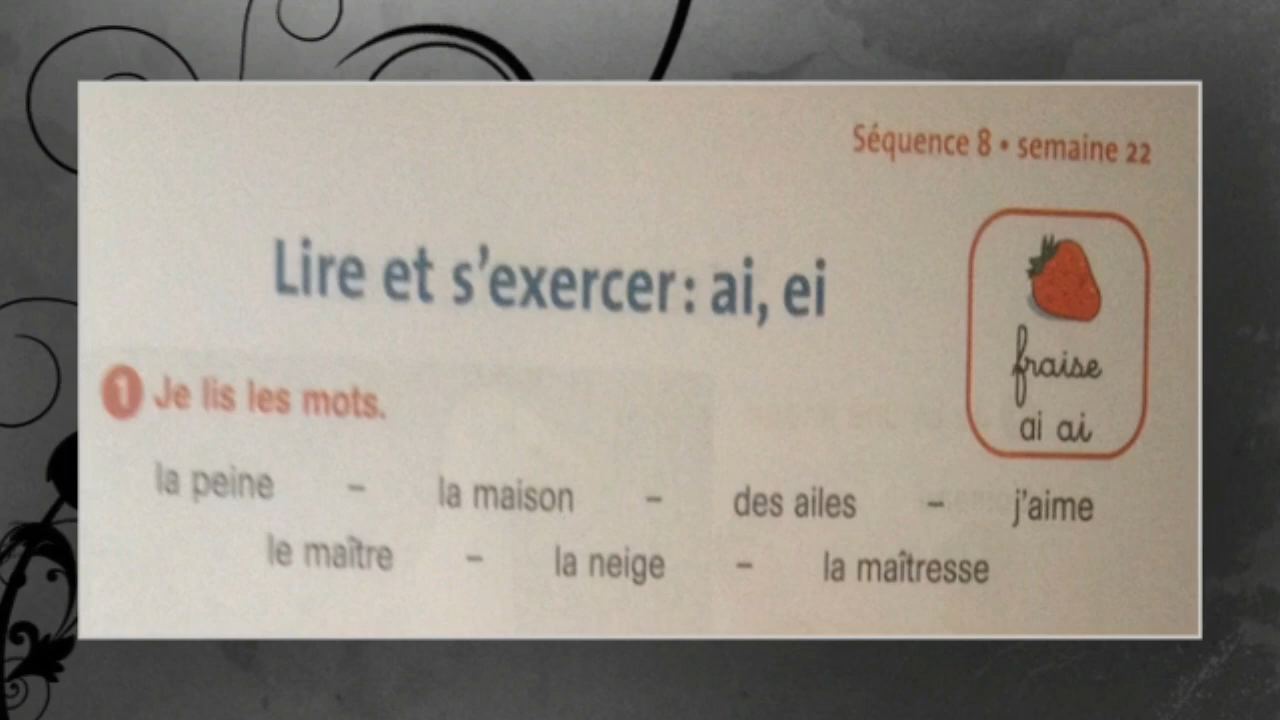 Séquence 8 • semaine 22
Lire et s'exercer : ai, ei
fraise
ai ai
1 Je lis les mots.
la peine – la maison – des ailes – j'aime
le maître – la neige – la maîtresse